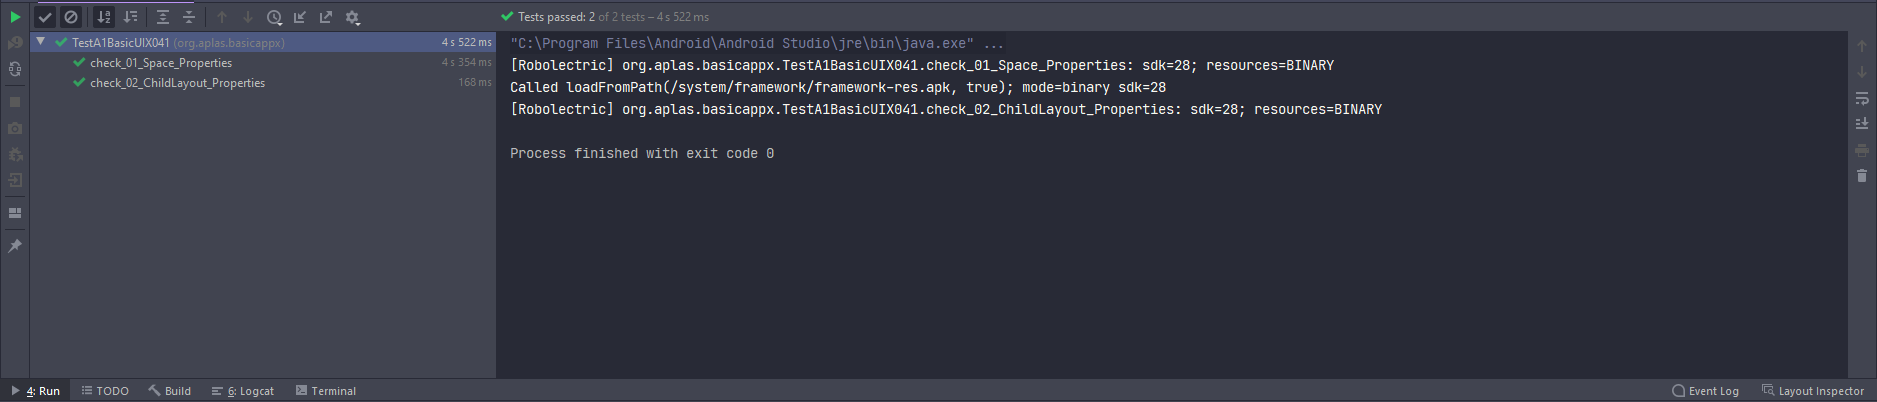 Tests passed: 2 of 2 tests – 4 s 522 ms
TestA1BasicUIX041 (org.aplas.basicappx) 4 s 522 ms
check_01_Space_Properties 4 s 354 ms
check_02_ChildLayout_Properties 168 ms
"C:\Program Files\Android\Android Studio\jre\bin\java.exe" ...
[Robolectric] org.aplas.basicappx.TestA1BasicUIX041.check_01_Space_Properties: sdk=28; resources=BINARY
Called loadFromPath(/system/framework/framework-res.apk, true); mode=binary sdk=28
[Robolectric] org.aplas.basicappx.TestA1BasicUIX041.check_02_ChildLayout_Properties: sdk=28; resources=BINARY
Process finished with exit code 0
4: Run TODO Build 6: Logcat Terminal Event Log Layout Inspector